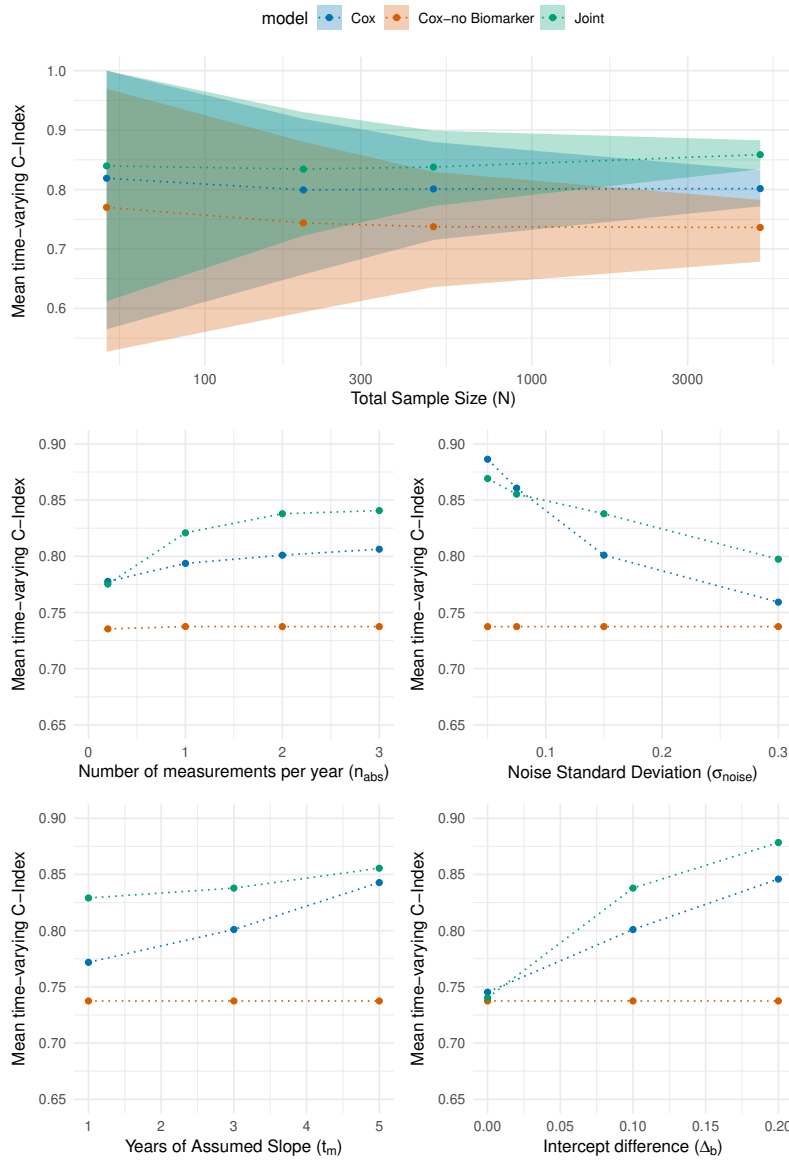 model Cox Cox−no Biomarker Joint
Mean time−varying C−Index
1.0
0.9
0.8
0.7
0.6
100 300 1000 3000
Total Sample Size (N)
Mean time−varying C−Index
0.90
0.85
0.80
0.75
0.70
0.65
0 1 2 3
Number of measurements per year (nabs)
Mean time−varying C−Index
0.90
0.85
0.80
0.75
0.70
0.65
0.1 0.2 0.3
Noise Standard Deviation (σnoise)
Mean time−varying C−Index
0.90
0.85
0.80
0.75
0.70
0.65
1 2 3 4 5
Years of Assumed Slope (tm)
Mean time−varying C−Index
0.90
0.85
0.80
0.75
0.70
0.65
0.00 0.05 0.10 0.15 0.20
Intercept difference (Δb)